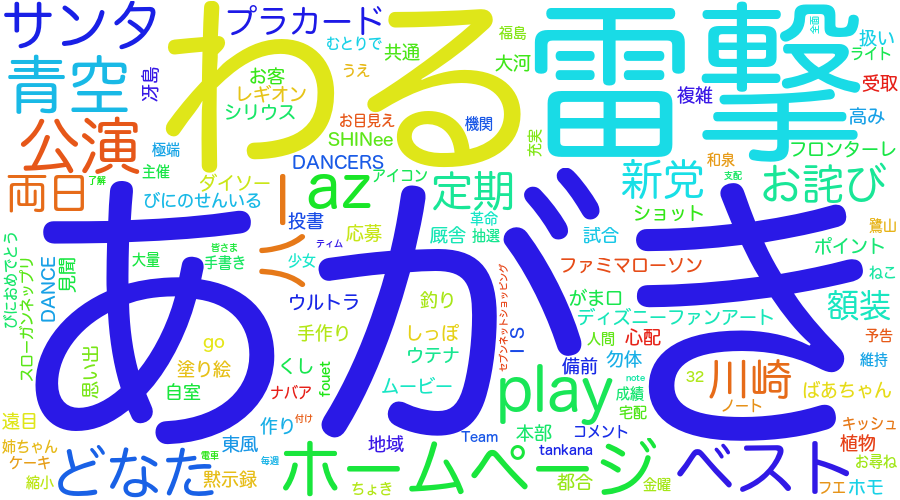 サンタ
プラカード
わる
雷撃
全画
むとりで
共通
福島
大河
扱い
ライト
青空
冴島
お客
うえ
レギオン
シリウス
お目見え
SHINee
機関
充実
複雑
受取
高み
公演
極端
主催
DANCERS
和泉
フロンターレ
両日
了解
ダイソー
アイコン
az
定期
新党
支配
お詫び
びにのせんいる
投書
応募
厩舎
革命
抽選
試合
ショット
鷺山
ポイント
あがき
びにおめでとう
スローガンネップリ
DANCE
見聞
大量
皆さま
手書き
少女
ティム
ファミマローソン
ねこ
ウルトラ
釣り
セブンネットショッピング
がま口
額装
手作り
しっぽ
IS
ディズニーファンアート
go
ウテナ
人間
心配
予告
思い出
塗り絵
くし
fouet
備前
勿体
維持
自室
ナバア
ムービー
play
note
32
川崎
ばあちゃん
成績
宅配
ノート
遠目
作り
付け
キッシュ
姉ちゃん
東風
地域
Team
本部
コメント
植物
ケーキ
電車
毎週
tankana
お尋ね
縮小
どなた
黙示録
ホームページ
ベスト
ちょき
都合
金曜
フエ
ホモ